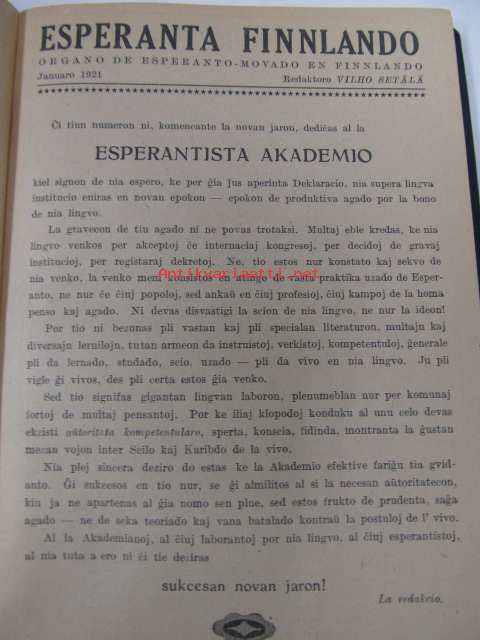 ESPERANTA FINNLANDO
ORGANO DE ESPERANTO-MOVADO EN FINNLANDO
Januaro 1921 Redaktoro VILHO SETÄLÄ
Ĉi tiun numeron ni, komencante la novan jaron, dediĉas al la
ESPERANTISTA AKADEMIO
kiel signon de nia espero, ke per ĝia ĵus aperinta Deklaracio, nia supera lingva
institucio eniras en novan epokon — epokon de produktiva agado por la bono
de nia lingvo.
La gravecon de tiu agado ni ne povas trotaksi. Multaj eble kredas, ke nia
lingvo venkos per akceptoj ĉe internaciaj kongresoj, per decidoj de gravaj
institucioj, per registaraj dekretoj. Ne, tio estos nur konstato kaj sekvo de
nia venko, la venko mem konsistos en atingo de vasta praktika uzado de Esper-
anto, ne nur ĉe ĉiuj popoloj, sed ankaŭ en ĉiuj profesioj, ĉiuj kampoj de la homa
penso kaj agado. Ni devas disvastigi la scion de nia lingvo, ne nur la ideon!
Por tio ni bezonas pli vastan kaj pli specialan literaturon, multajn kaj
diversajn lernilojn, tutan armeon da instruistoj, verkistoj, kompetentuloj, ĝenerale
pli da lernado, studado, scio, uzado — pli da vivo en nia lingvo. Ju pli
vigle ĝi vivos, des pli certa estos ĝia venko.
Sed tio signifas gigantan lingvan laboron, plenumeblan nur per komunaj
fortoj de multaj pensantoj. Por ke iliaj klopodoj konduku al unu celo devas
ekzisti aŭtoritata kompetentularo, sperta, konscia, fidinda, montranta la ĝustan
mezan vojon inter Scilo kaj Karibdo de la vivo.
Nia plej sincera deziro do estas ke la Akademio efektive fariĝu tia gvid-
anto. Ĝi sukcesos en tio nur, se ĝi almilitos al si la necesan aŭtoritatecon,
kiu ja ne apartenas al ĝia nomo sen plue, sed estos frukto de prudenta, saĝa
agado — ne de seka teoriado kaj vana batalado kontraŭ la postuloj de l' vivo.
Al la Akademianoj, al ĉiuj laborantoj por nia lingvo, al ĉiuj esperantistoj,
al nia tuta afero ni ĉi tie deziras
sukcesan novan jaron!
La redakcio.
Antikvariaatti.net